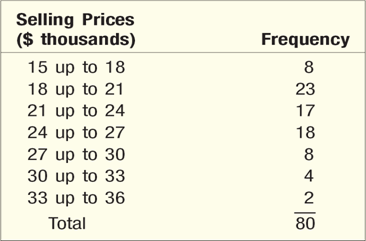 Selling Prices
($ thousands) Frequency
15 up to 18 8
18 up to 21 23
21 up to 24 17
24 up to 27 18
27 up to 30 8
30 up to 33 4
33 up to 36 2
Total 80